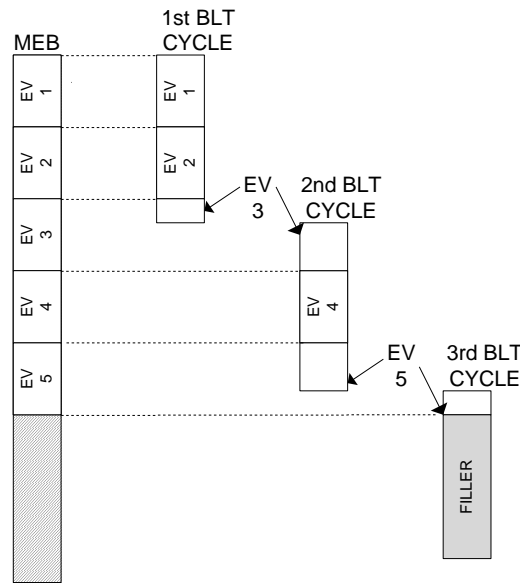 1st BLT
MEB
CYCLE
EV
1
EV
1
EV
2
EV
2
EV
3
2nd BLT
CYCLE
EV
3
EV
4
EV
4
EV
5
3rd BLT
CYCLE
EV
5
FILLER